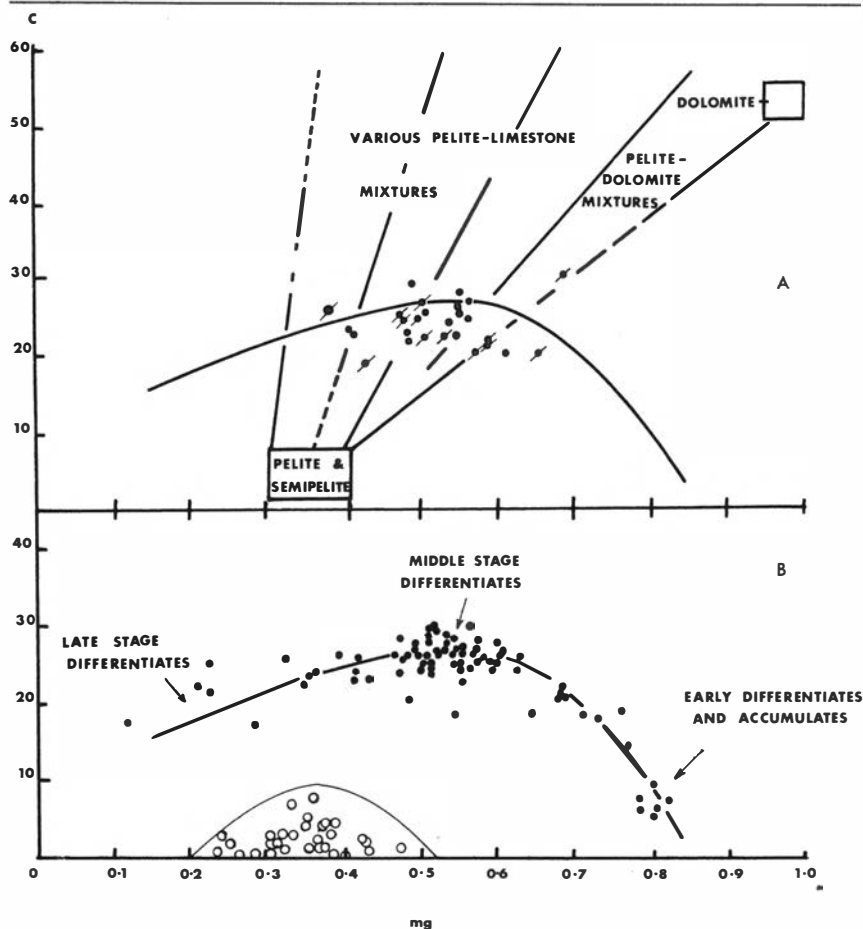 C
60
50
40
30
20
10
DOLOMITE
VARIOUS PELITE-LIMESTONE
MIXTURES
PELITE-
DOLOMITE
MIXTURES
A
PELITE &
SEMIPELITE
40
30
20
10
B
MIDDLE STAGE
DIFFERENTIATES
LATE STAGE
DIFFERENTIATES
EARLY DIFFERENTIATES
AND ACCUMULATES
0 0·1 0·2 0·3 0·4 0·5 0·6 0·7 0·8 0·9 1.0
mg